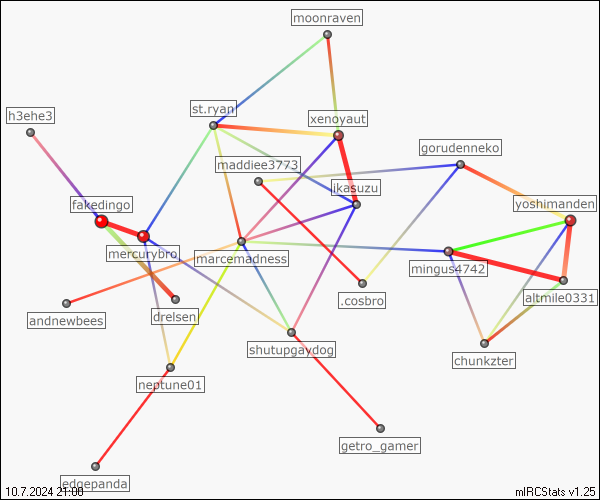 moonraven
h3ehe3
st.ryan
xenoyaut
gorudenneko
maddiee3773
ikasuzu
fakedingo
yoshimanden
mercurybro
marcemadness
mingus4742
.cosbro
altmile0331
andnewbees
drelsen
shutupgaydog
chunkzter
neptune01
getro_gamer
edgepanda
10.7.2024 21:00
mIRCStats v1.25